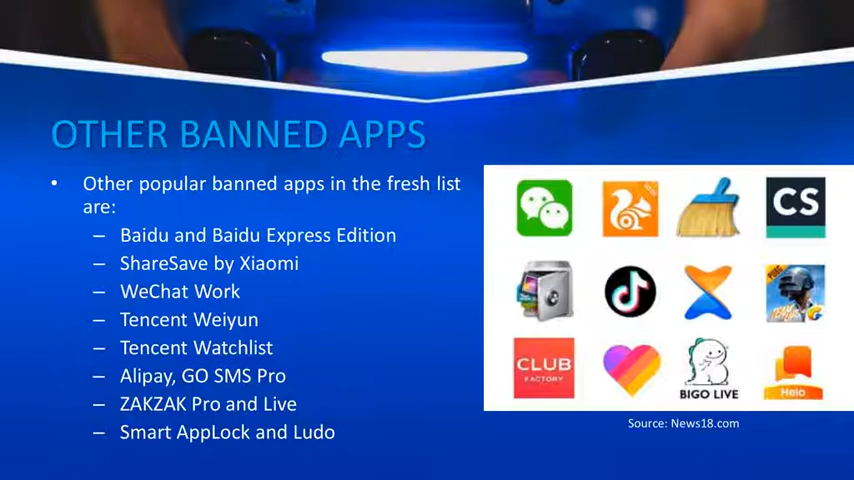 OTHER BANNED APPS
• Other popular banned apps in the fresh list
are:
– Baidu and Baidu Express Edition
– ShareSave by Xiaomi
– WeChat Work
– Tencent Weiyun
– Tencent Watchlist
– Alipay, GO SMS Pro
– ZAKZAK Pro and Live
– Smart AppLock and Ludo
CS
PUBG
CLUB
FACTORY
BIGO LIVE
Helo
Source: News18.com